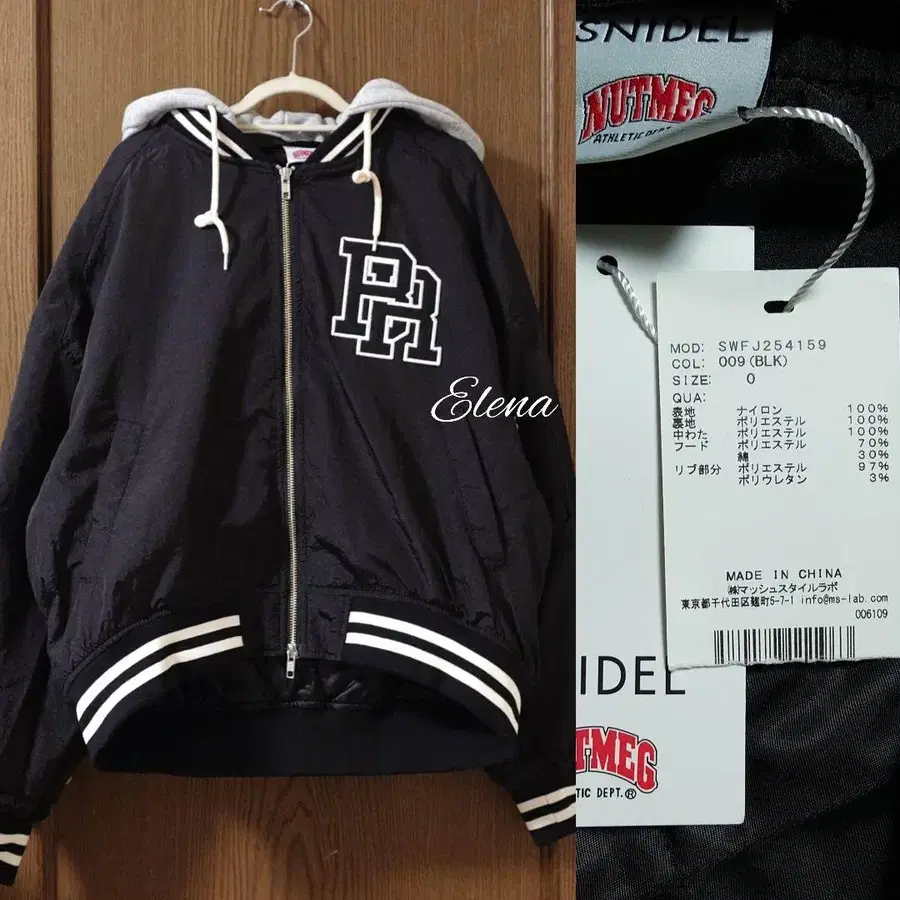 NUTMEG
PR
Elena
SNIDEL
NUTMEG
ATHLETIC DEPT.
MOD: SWFJ254159
COL: 009(BLK)
SIZE: 0
QUA:
表地 ナイロン 100%
裏地 ポリエステル 100%
中わた ポリエステル 100%
フード ポリエステル 70%
綿 30%
リブ部分 ポリエステル 97%
ポリウレタン 3%
MADE IN CHINA
㈱マッシュスタイルラボ
東京都千代田区麹町5-7-1 info@ms-lab.com
006109
IDEL
TMEG
TIC DEPT.®